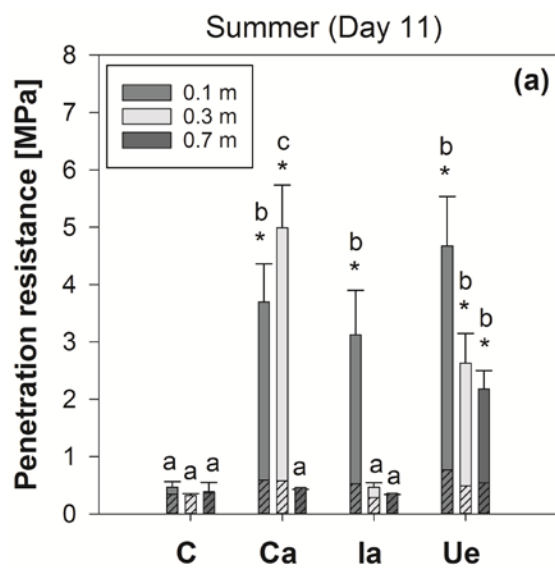 Summer (Day 11)
Penetration resistance [MPa]
8
7
6
5
4
3
2
1
0
0.1 m
0.3 m
0.7 m
(a)
a a a
b
*
c
*
a
b
*
a a
b
*
b
*
b
*
C Ca Ia Ue